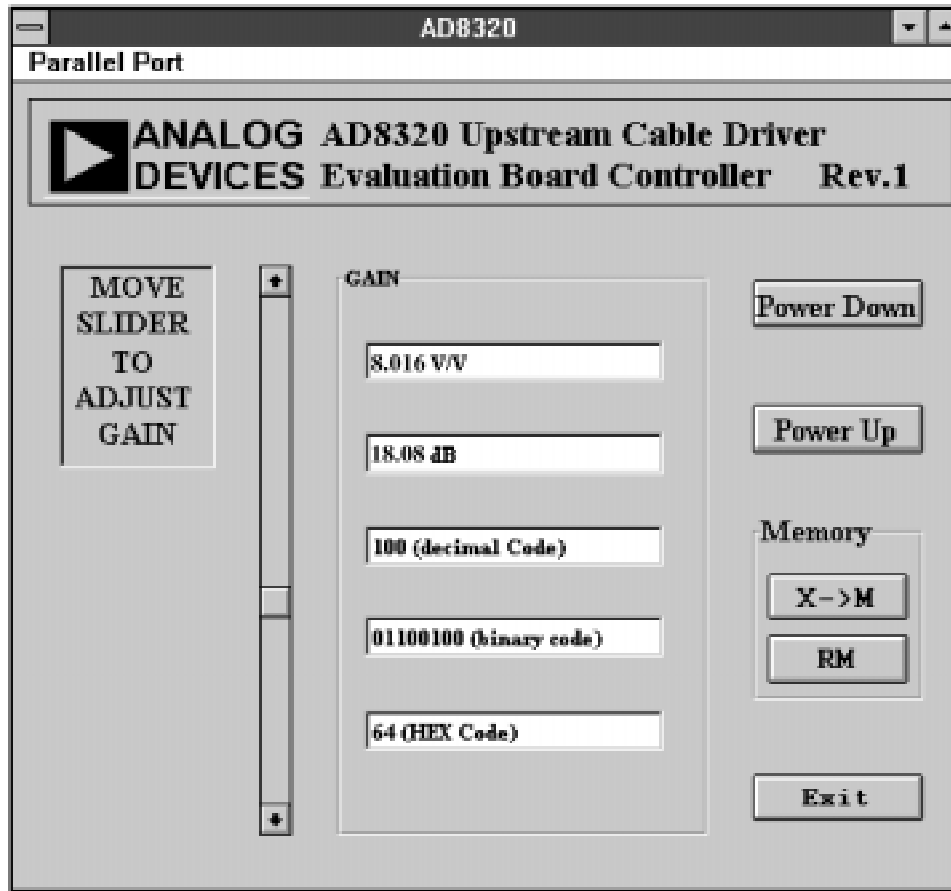 AD8320
Parallel Port
ANALOG
DEVICES
AD8320 Upstream Cable Driver
Evaluation Board Controller Rev.1
MOVE
SLIDER
TO
ADJUST
GAIN
GAIN
8.016 V/V
18.08 dB
100 (decimal Code)
01100100 (binary code)
64 (HEX Code)
Power Down
Power Up
Memory
X->M
RM
Exit